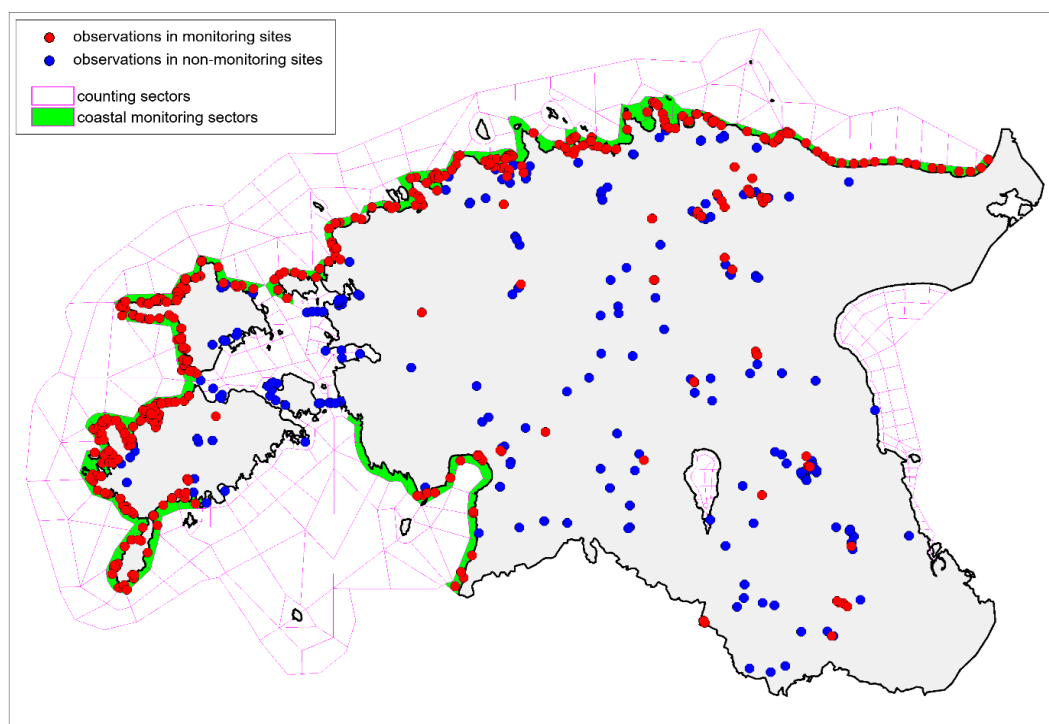 observations in monitoring sites
observations in non-monitoring sites
counting sectors
coastal monitoring sectors